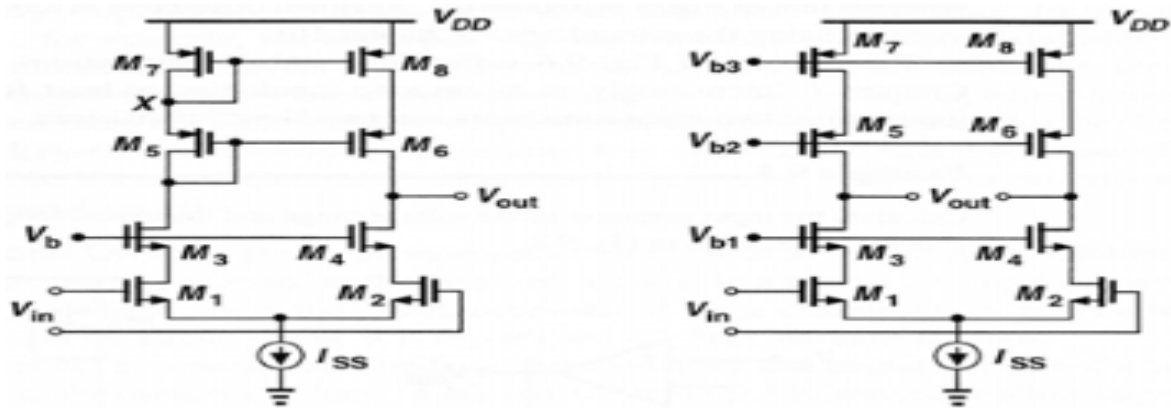 V_DD
M_7 M_8
X
M_5 M_6
V_out
V_b
M_3 M_4
M_1 M_2
V_in
I_SS
V_DD
M_7 M_8
V_b3
M_5 M_6
V_b2
V_out
V_b1
M_3 M_4
M_1 M_2
V_in
I_SS